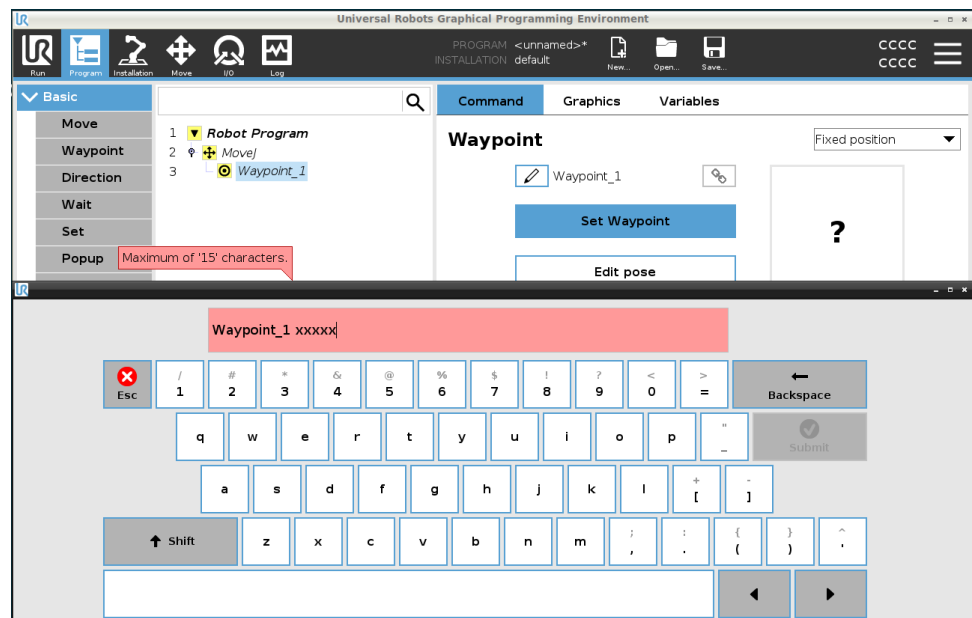 Universal Robots Graphical Programming Environment
UR
Run Program Installation Move I/O Log
PROGRAM <unnamed>*
INSTALLATION default
New... Open... Save...
CCCC
CCCC
Basic
Command Graphics Variables
Move
Waypoint
Direction
Wait
Set
Popup
1 Robot Program
2 MoveJ
3 Waypoint_1
Waypoint
Fixed position
Waypoint_1
Set Waypoint
?
Edit pose
Maximum of '15' characters.
UR
Waypoint_1 xxxxx
Esc
/ # * & @ % $ ! ? < >
1 2 3 4 5 6 7 8 9 0 =
Backspace
"
q w e r t y u i o p _
Submit
+ -
a s d f g h j k l [ ]
Shift
; : { } ^
z x c v b n m , . ( ) '